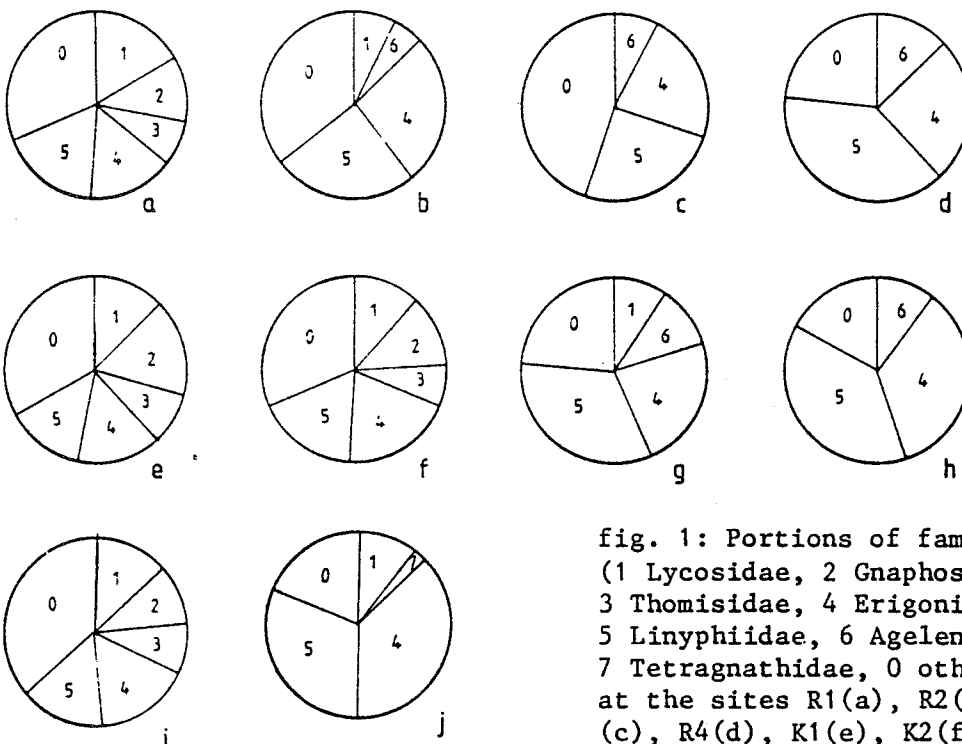 0 1 2 3 4 5 a
0 1 6 4 5 b
0 6 4 5 c
0 6 4 5 d
0 1 2 3 4 5 e
0 1 2 3 4 5 f
0 1 6 4 5 g
0 6 4 5 h
0 1 2 3 4 5 i
0 1 7 4 5 j
fig. 1: Portions of fam
(1 Lycosidae, 2 Gnaphos
3 Thomisidae, 4 Erigoni
5 Linyphiidae, 6 Agelen
7 Tetragnathidae, 0 oth
at the sites R1(a), R2(
(c), R4(d), K1(e), K2(f